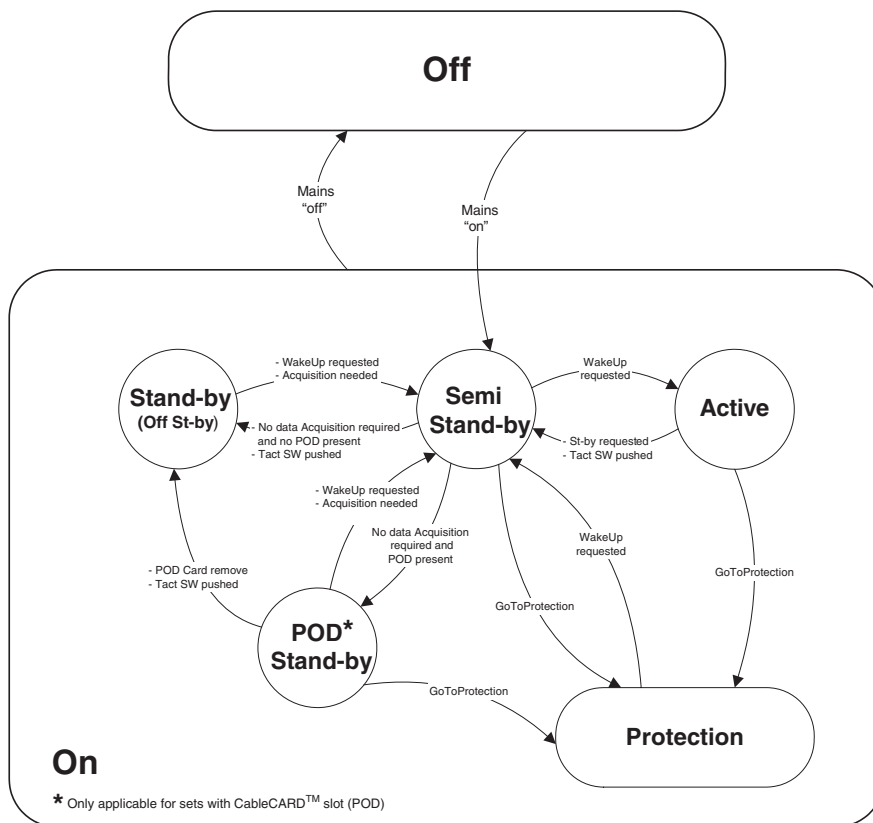 Off
Mains
“off”
Mains
“on”
- WakeUp requested
- Acquisition needed
WakeUp
requested
Stand-by
(Off St-by)
Semi
Stand-by
Active
- No data Acquisition required
and no POD present
- Tact SW pushed
- St-by requested
- Tact SW pushed
- WakeUp requested
- Acquisition needed
No data Acquisition
required and
POD present
WakeUp
requested
- POD Card remove
- Tact SW pushed
GoToProtection
GoToProtection
POD*
Stand-by
GoToProtection
Protection
On
* Only applicable for sets with CableCARD™ slot (POD)